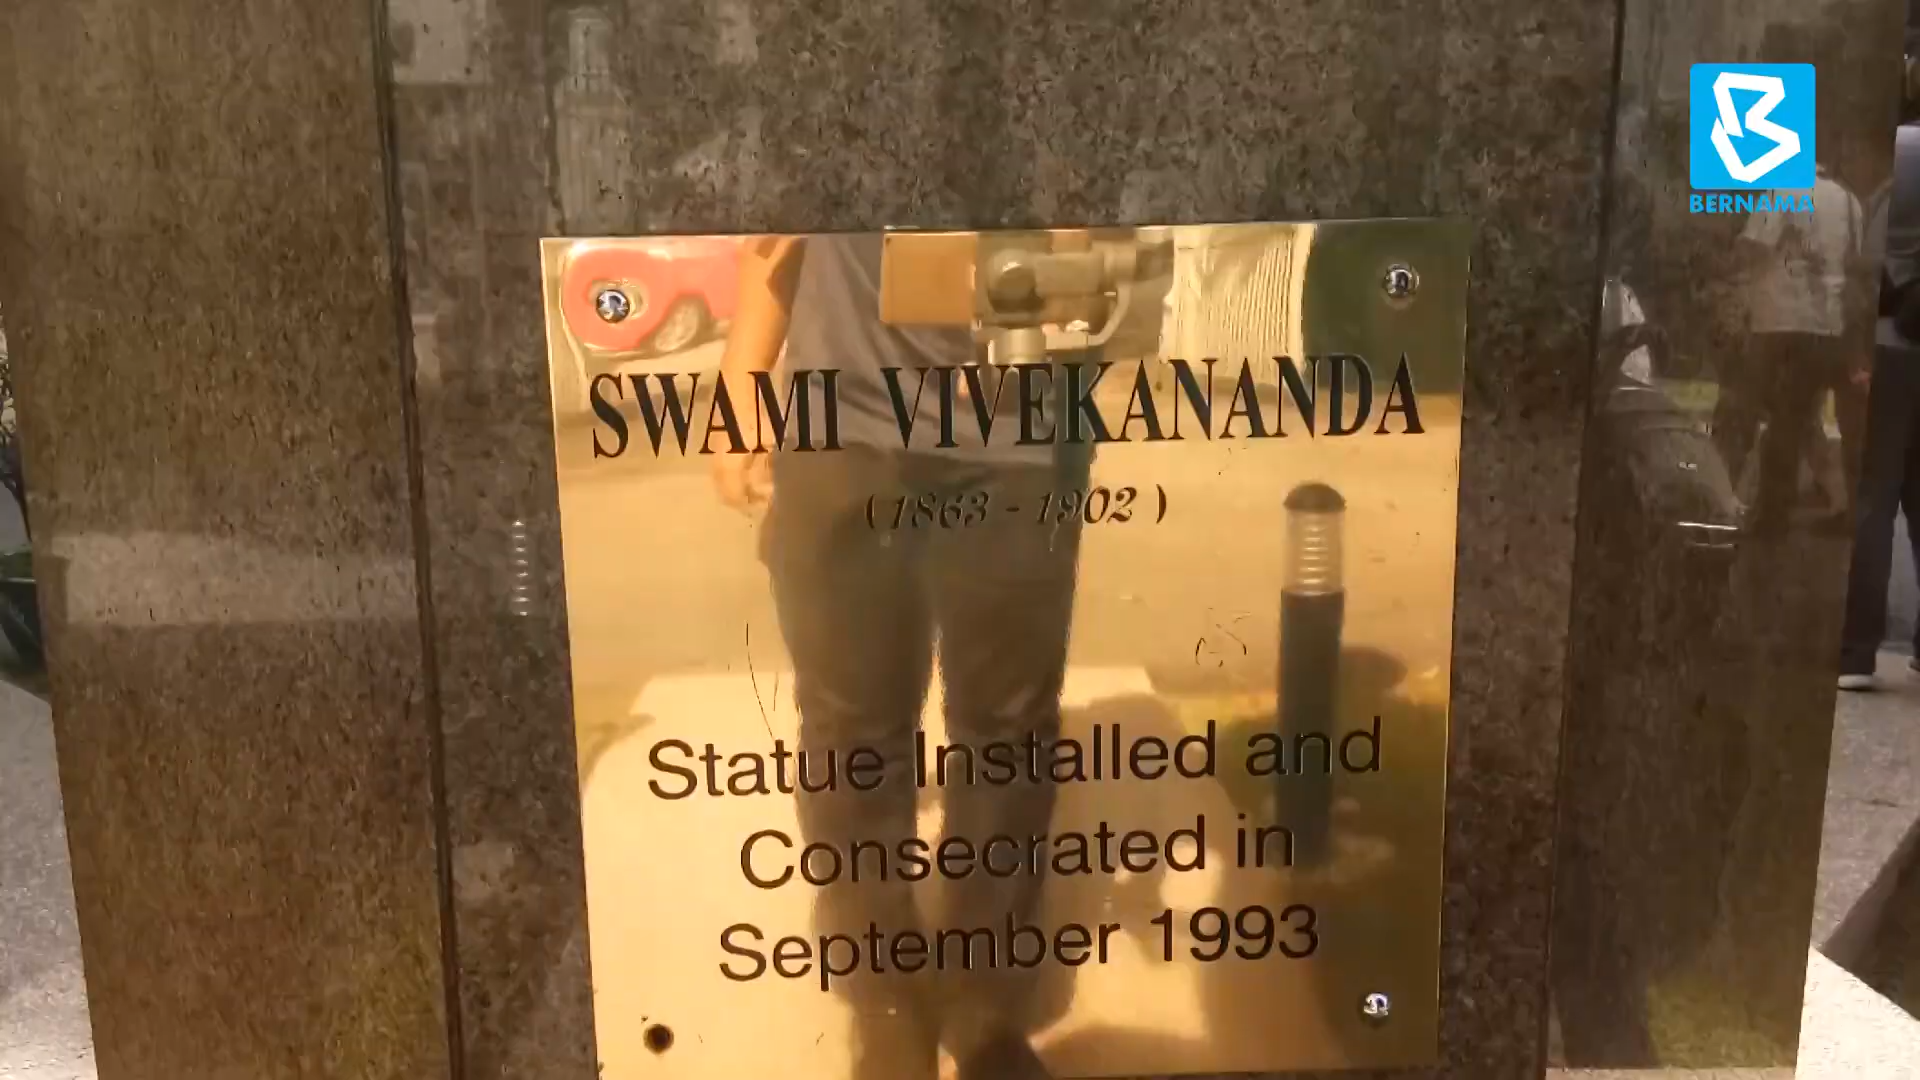 BERNAMA
SWAMI VIVEKANANDA
(1863 - 1902)
Statue Installed and
Consecrated in
September 1993